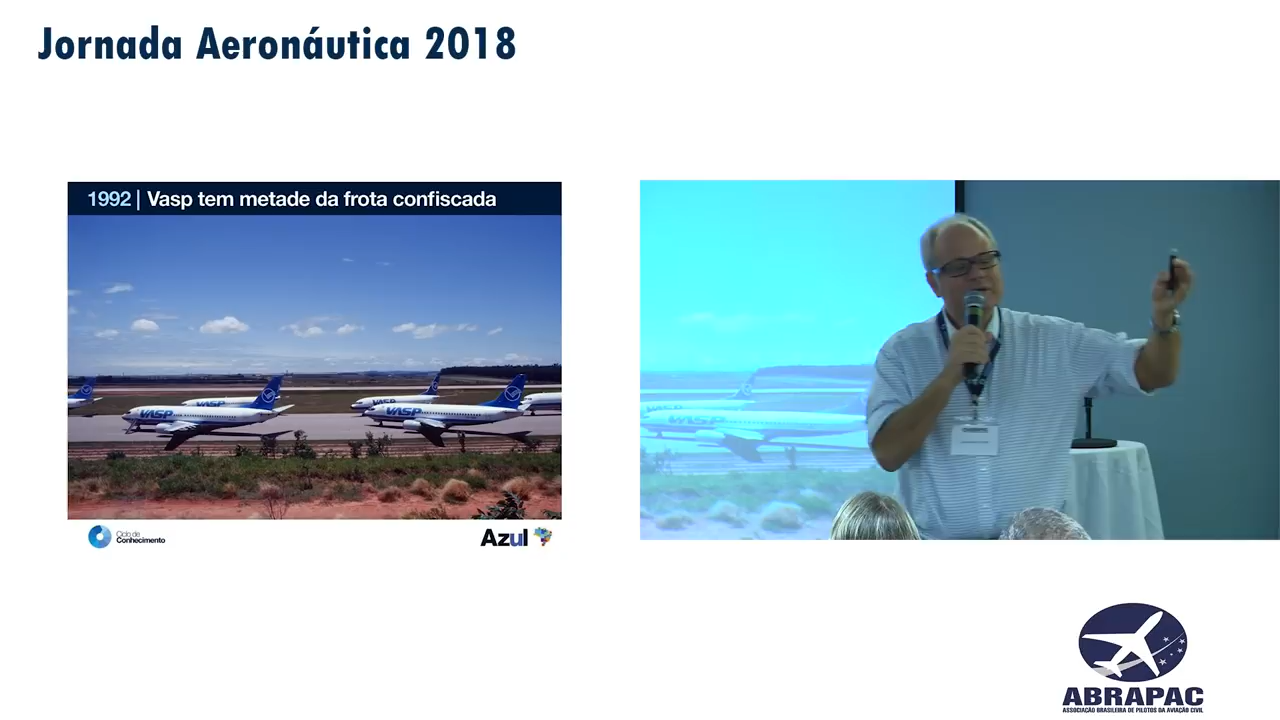 Jornada Aeronáutica 2018
1992 | Vasp tem metade da frota confiscada
VASP
VASP
Ciclo de
Conhecimento
Azul
ABRAPAC
ASSOCIAÇÃO BRASILEIRA DE PILOTOS DA AVIAÇÃO CIVIL